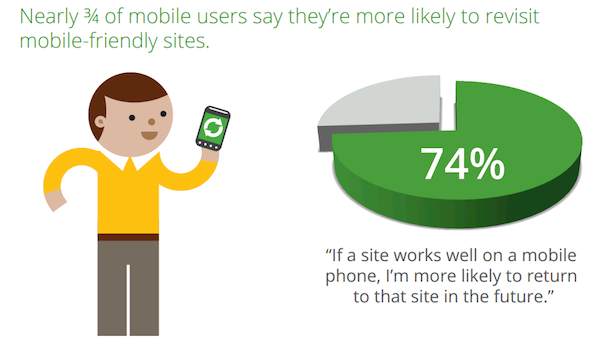 Nearly ¾ of mobile users say they’re more likely to revisit
mobile-friendly sites.
74%
“If a site works well on a mobile
phone, I’m more likely to return
to that site in the future.”